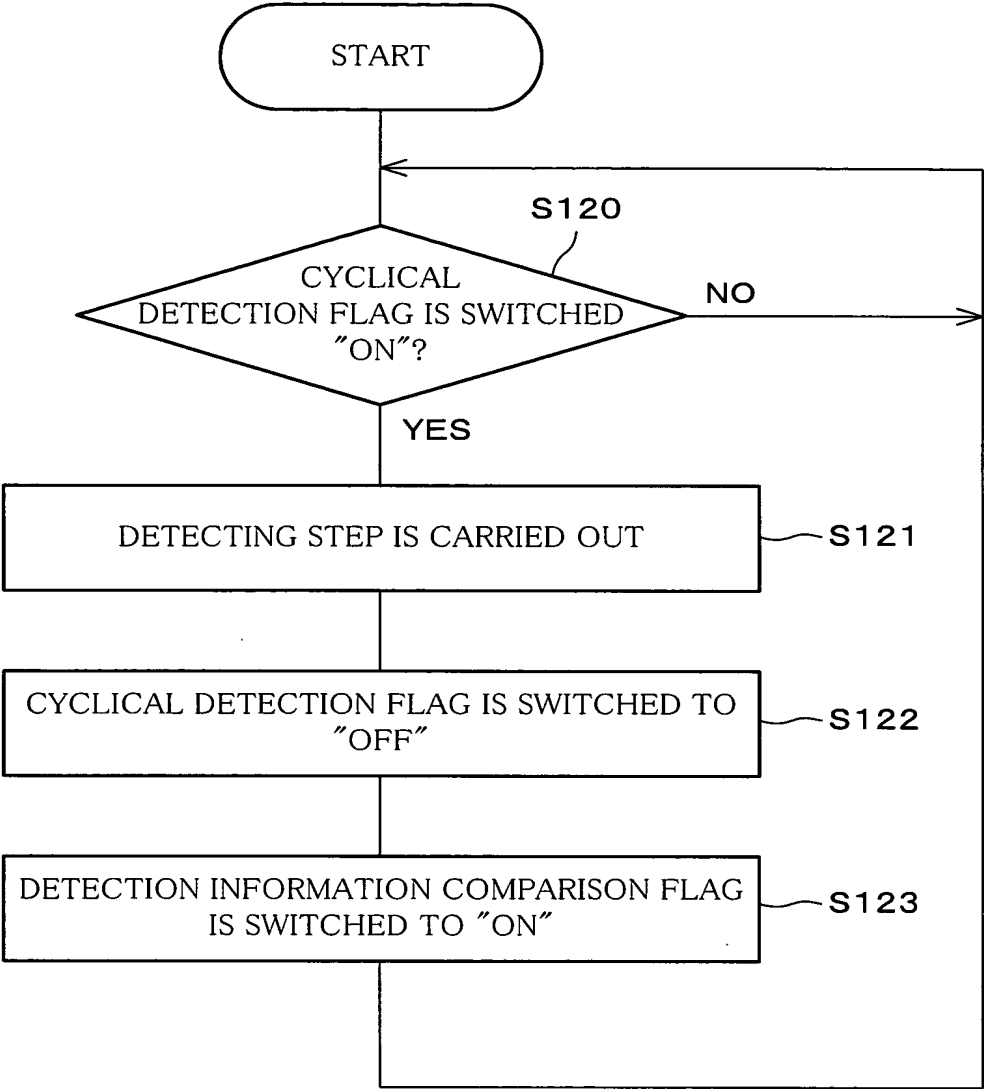 START
S120
CYCLICAL
DETECTION FLAG IS SWITCHED
"ON"?
NO
YES
DETECTING STEP IS CARRIED OUT
S121
CYCLICAL DETECTION FLAG IS SWITCHED TO
"OFF"
S122
DETECTION INFORMATION COMPARISON FLAG
IS SWITCHED TO "ON"
S123